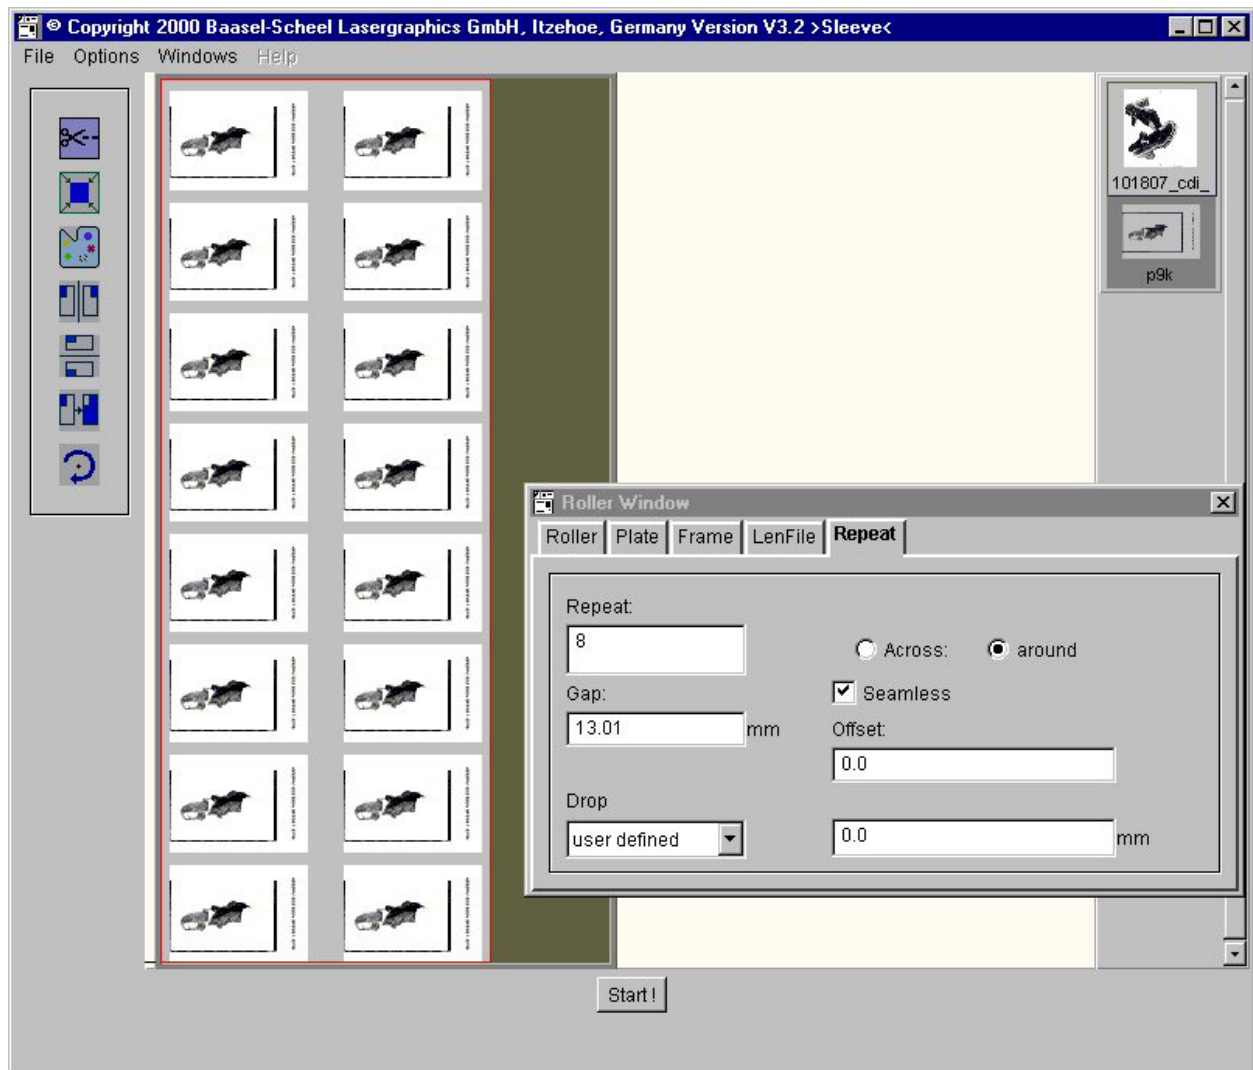 © Copyright 2000 Baasel-Scheel Lasergraphics GmbH, Itzehoe, Germany Version V3.2 >Sleeve<
File Options Windows Help
101807_cdi_
p9k
Roller Window
Roller Plate Frame LenFile Repeat
Repeat:
8
Across: around
Gap:
Seamless
13.01 mm
Offset:
0.0
Drop
user defined
0.0 mm
Start !